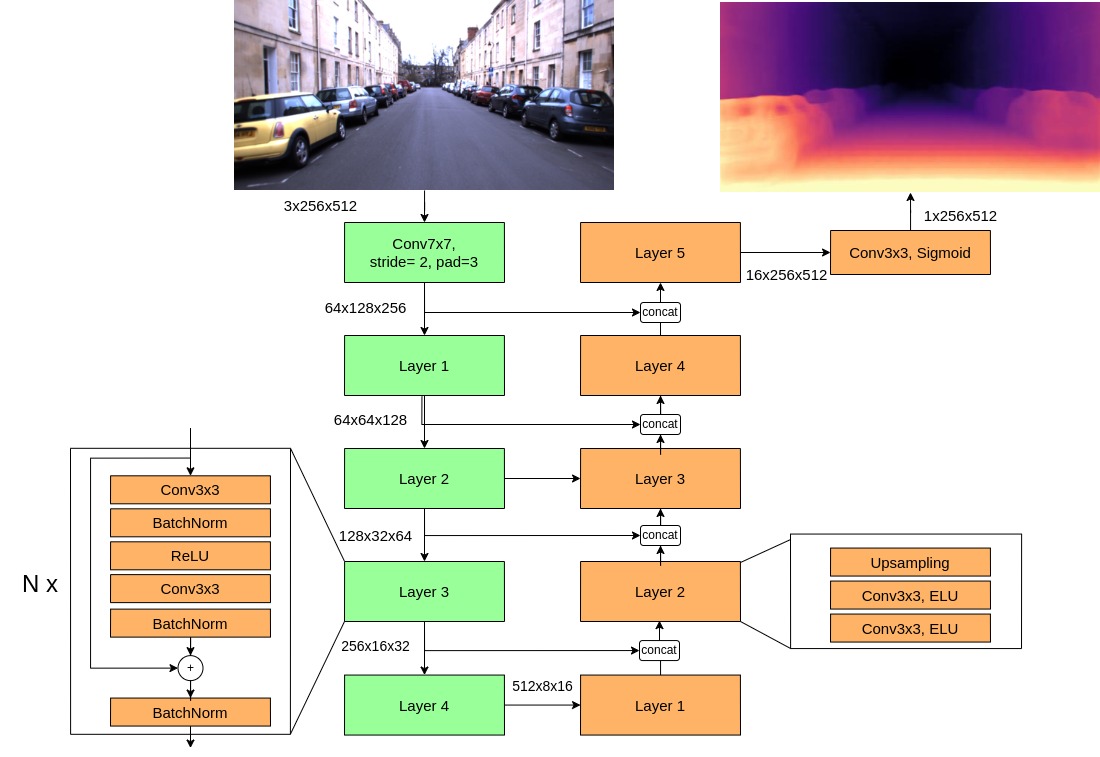 3x256x512
1x256x512
Conv7x7,
stride= 2, pad=3
Layer 5
Conv3x3, Sigmoid
16x256x512
64x128x256
concat
Layer 1
Layer 4
64x64x128
concat
Layer 2
Layer 3
128x32x64
concat
Layer 3
Layer 2
256x16x32
concat
Layer 4
512x8x16
Layer 1
N x
Conv3x3
BatchNorm
ReLU
Conv3x3
BatchNorm
+
BatchNorm
Upsampling
Conv3x3, ELU
Conv3x3, ELU